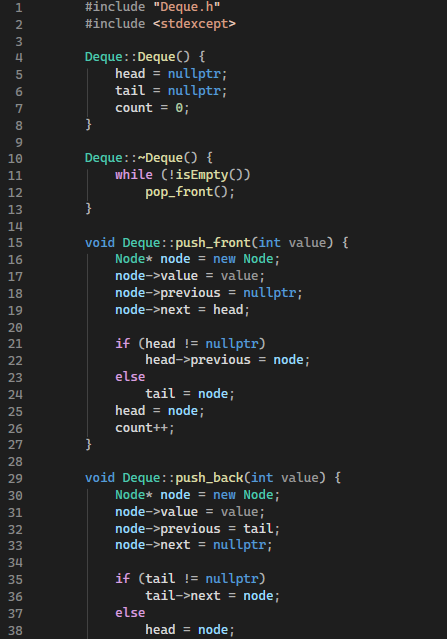 1 #include "Deque.h"
2 #include <stdexcept>
3
4 Deque::Deque() {
5     head = nullptr;
6     tail = nullptr;
7     count = 0;
8 }
9
10 Deque::~Deque() {
11     while (!isEmpty())
12         pop_front();
13 }
14
15 void Deque::push_front(int value) {
16     Node* node = new Node;
17     node->value = value;
18     node->previous = nullptr;
19     node->next = head;
20
21     if (head != nullptr)
22         head->previous = node;
23     else
24         tail = node;
25     head = node;
26     count++;
27 }
28
29 void Deque::push_back(int value) {
30     Node* node = new Node;
31     node->value = value;
32     node->previous = tail;
33     node->next = nullptr;
34
35     if (tail != nullptr)
36         tail->next = node;
37     else
38         head = node;